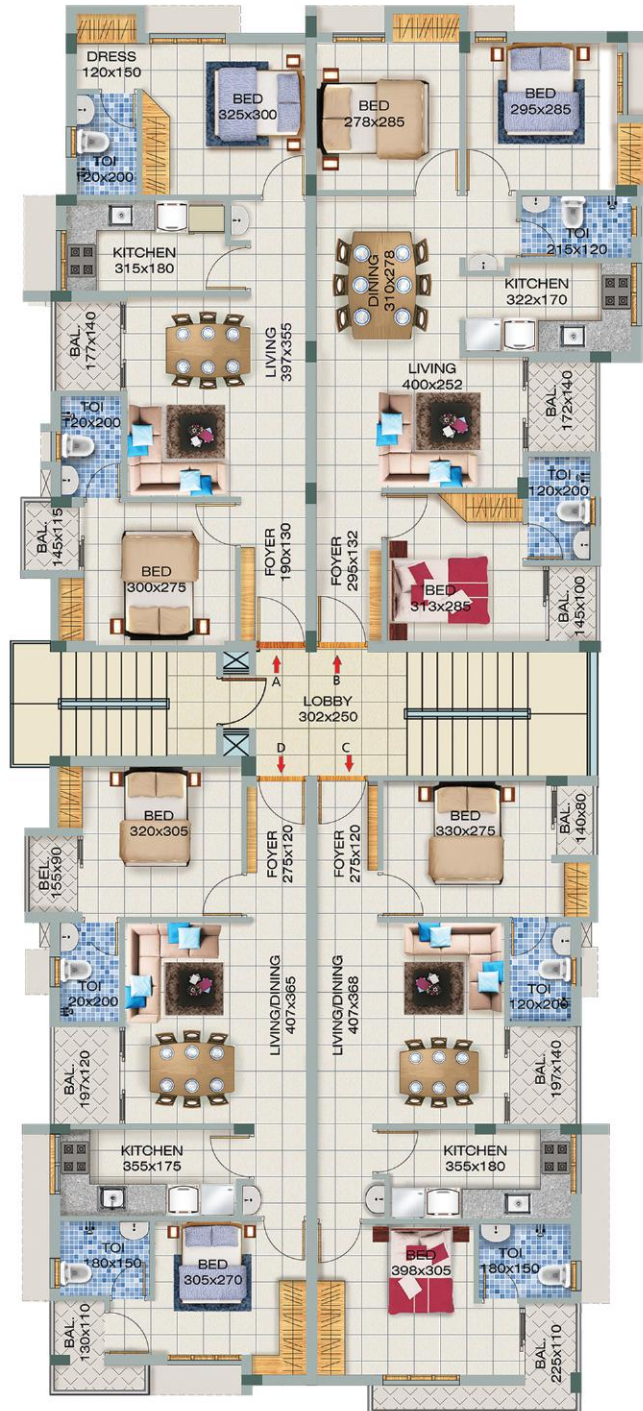 DRESS
120x150
BED
325x300
BED
278x285
BED
295x285
TOI
120x200
TOI
215x120
KITCHEN
315x180
DINING
310x278
KITCHEN
322x170
BAL.
177x140
LIVING
397x355
LIVING
400x252
BAL.
172x140
TOI
120x200
TOI
120x200
BAL.
145x115
BED
300x275
FOYER
190x130
FOYER
295x132
BED
313x285
BAL.
145x100
A
B
LOBBY
302x250
D
C
BED
320x305
FOYER
275x120
FOYER
275x120
BED
330x275
BAL.
140x80
BEL.
155x90
TOI
120x200
LIVING/DINING
407x365
LIVING/DINING
407x368
TOI
120x200
BAL.
197x120
BAL.
197x140
KITCHEN
355x175
KITCHEN
355x180
TOI
180x150
BED
305x270
BED
398x305
TOI
180x150
BAL.
130x110
BAL.
225x110